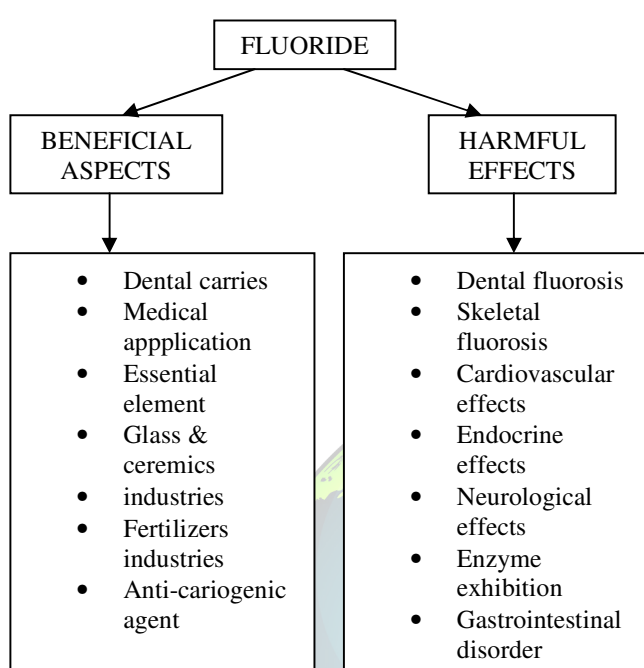 FLUORIDE
BENEFICIAL
ASPECTS
HARMFUL
EFFECTS
• Dental carries
• Medical
appplication
• Essential
element
• Glass &
ceremics
• industries
• Fertilizers
industries
• Anti-cariogenic
agent
• Dental fluorosis
• Skeletal
fluorosis
• Cardiovascular
effects
• Endocrine
effects
• Neurological
effects
• Enzyme
exhibition
• Gastrointestinal
disorder